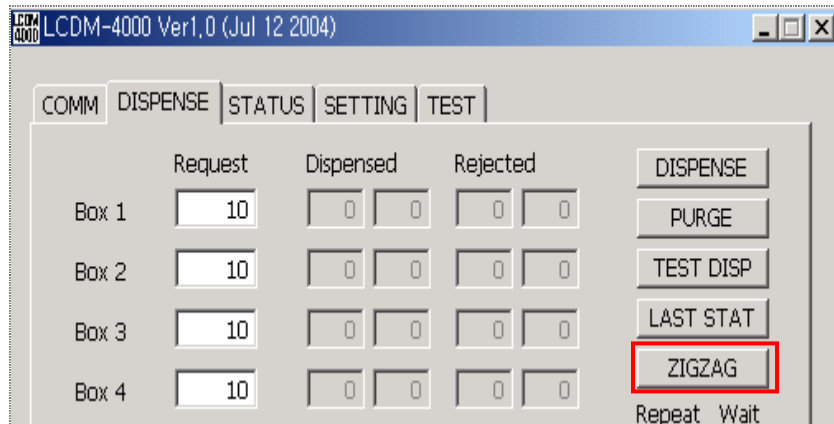 LCDM 4000 LCDM-4000 Ver1,0 (Jul 12 2004)
COMM DISPENSE STATUS SETTING TEST
Request Dispensed Rejected DISPENSE
Box 1 10 0 0 0 0 PURGE
Box 2 10 0 0 0 0 TEST DISP
Box 3 10 0 0 0 0 LAST STAT
Box 4 10 0 0 0 0 ZIGZAG
Repeat Wait